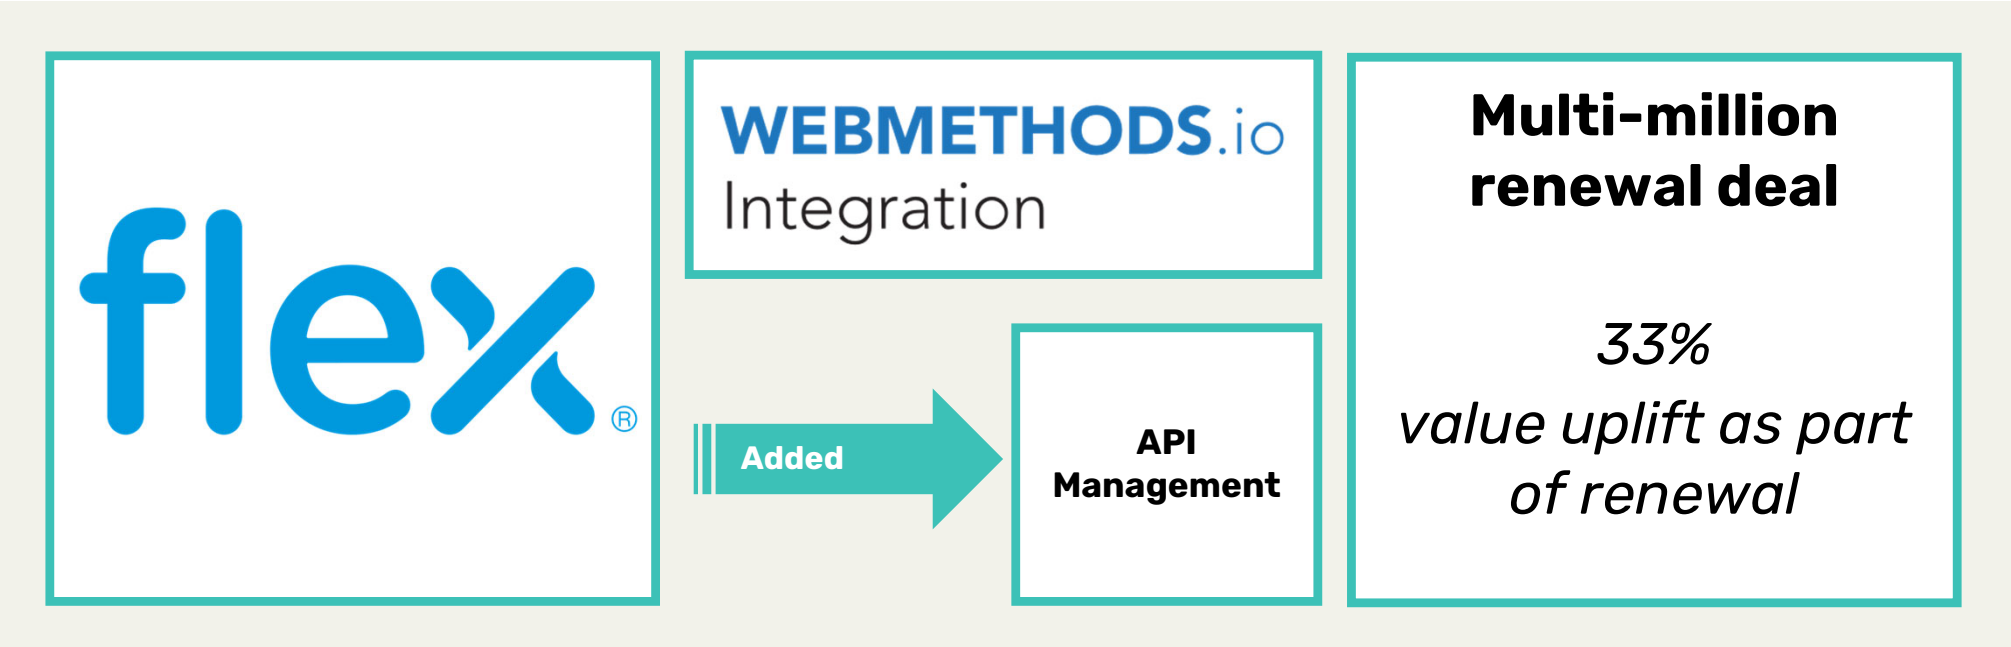 flex®
WEBMETHODS.io
Integration
Added
API
Management
Multi-million
renewal deal
33%
value uplift as part
of renewal